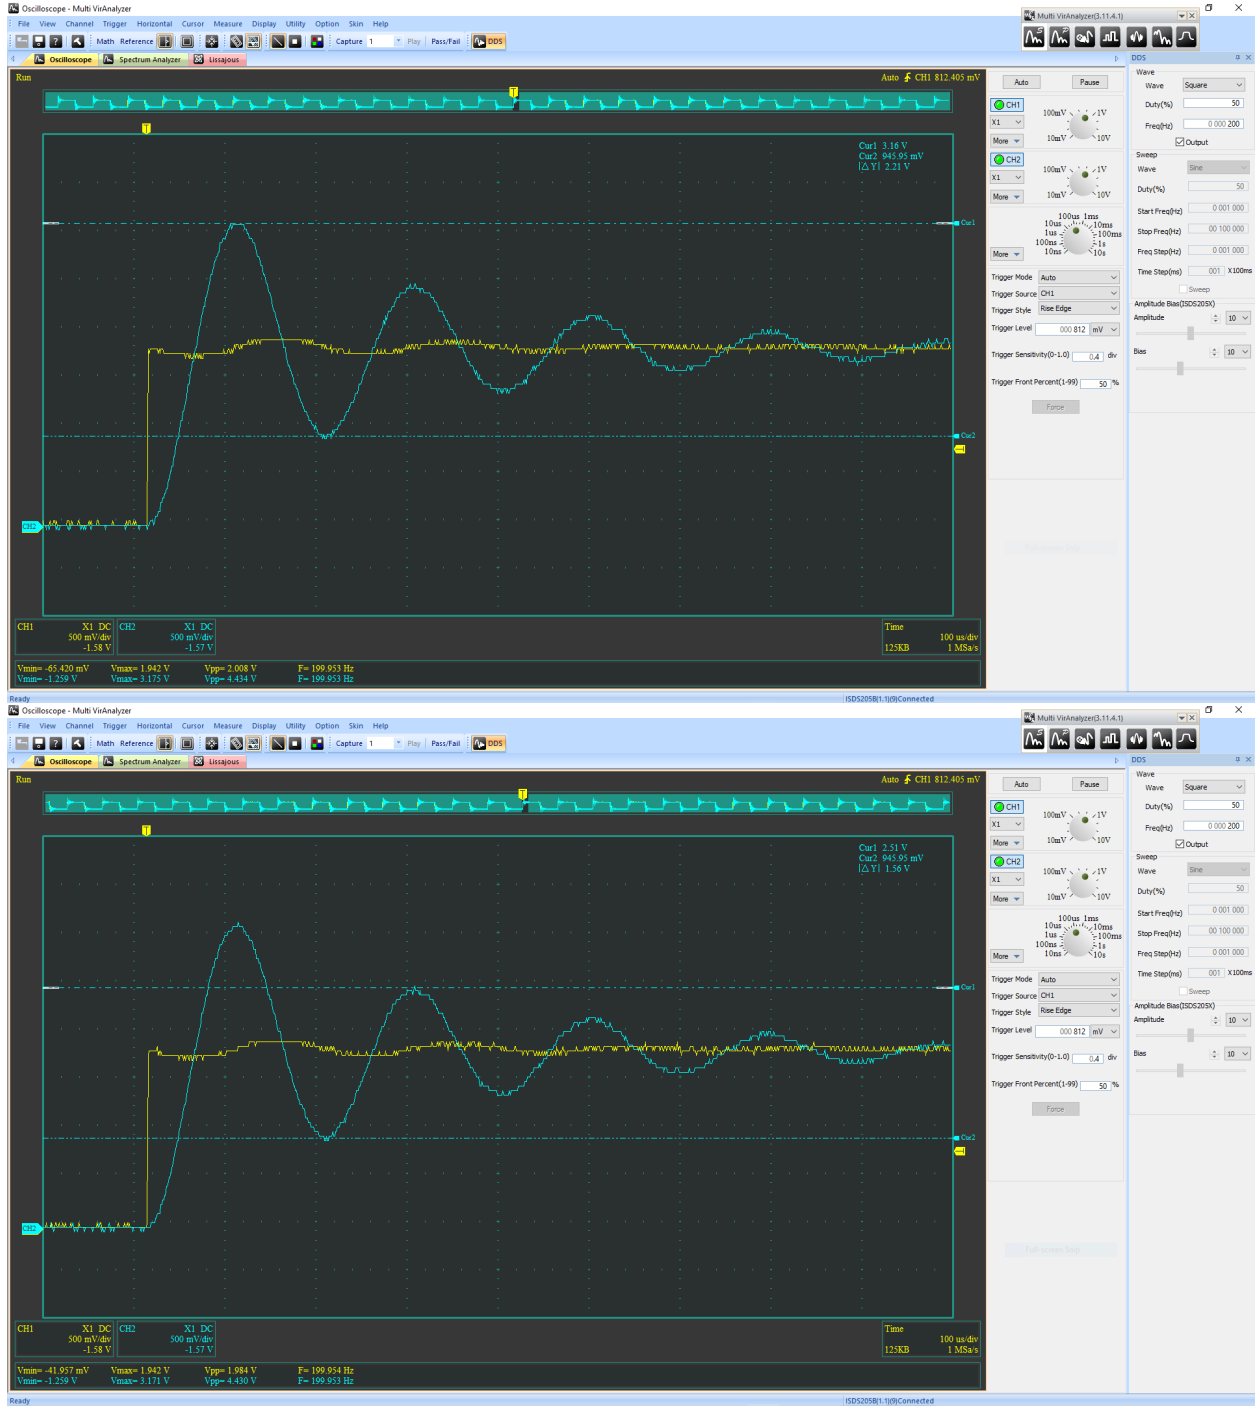 Oscilloscope - Multi VirAnalyzer
Multi VirAnalyzer(3.11.4.1)
File View Channel Trigger Horizontal Cursor Measure Display Utility Option Skin Help
Math Reference Capture 1 Play Pass/Fail DDS
Oscilloscope Spectrum Analyzer Lissajous
DDS
Run
Auto CH1 812.405 mV
T
T
Cur1 3.16 V
Cur2 945.95 mV
|△Y| 2.21 V
Cur1
Cur2
CH2
CH1 X1 DC
500 mV/div
-1.58 V
CH2 X1 DC
500 mV/div
-1.57 V
Time
100 us/div
125KB 1 MSa/s
Vmin= -65.420 mV Vmax= 1.942 V Vpp= 2.008 V F= 199.953 Hz
Vmin= -1.259 V Vmax= 3.175 V Vpp= 4.434 V F= 199.953 Hz
Auto Pause
CH1
X1
More
100mV 1V
10mV 10V
CH2
X1
More
100mV 1V
10mV 10V
100us 1ms
10us 10ms
1us 100ms
100ns 1s
10ns 10s
More
Trigger Mode Auto
Trigger Source CH1
Trigger Style Rise Edge
Trigger Level 000 812 mV
Trigger Sensitivity(0-1.0) 0.4 div
Trigger Front Percent(1-99) 50 %
Force
Wave
Wave Square
Duty(%) 50
Freq(Hz) 0 000 200
Output
Sweep
Wave Sine
Duty(%) 50
Start Freq(Hz) 0 001 000
Stop Freq(Hz) 00 100 000
Freq Step(Hz) 0 001 000
Time Step(ms) 001 X100ms
Sweep
Amplitude Bias(ISDS205X)
Amplitude 10
Bias 10
Ready
ISDS205B(1.1)(9)Connected
Oscilloscope - Multi VirAnalyzer
Multi VirAnalyzer(3.11.4.1)
File View Channel Trigger Horizontal Cursor Measure Display Utility Option Skin Help
Math Reference Capture 1 Play Pass/Fail DDS
Oscilloscope Spectrum Analyzer Lissajous
DDS
Run
Auto CH1 812.405 mV
T
T
Cur1 2.51 V
Cur2 945.95 mV
|△Y| 1.56 V
Cur1
Cur2
CH2
CH1 X1 DC
500 mV/div
-1.58 V
CH2 X1 DC
500 mV/div
-1.57 V
Time
100 us/div
125KB 1 MSa/s
Vmin= -41.957 mV Vmax= 1.942 V Vpp= 1.984 V F= 199.954 Hz
Vmin= -1.259 V Vmax= 3.171 V Vpp= 4.430 V F= 199.953 Hz
Auto Pause
CH1
X1
More
100mV 1V
10mV 10V
CH2
X1
More
100mV 1V
10mV 10V
100us 1ms
10us 10ms
1us 100ms
100ns 1s
10ns 10s
More
Trigger Mode Auto
Trigger Source CH1
Trigger Style Rise Edge
Trigger Level 000 812 mV
Trigger Sensitivity(0-1.0) 0.4 div
Trigger Front Percent(1-99) 50 %
Force
Wave
Wave Square
Duty(%) 50
Freq(Hz) 0 000 200
Output
Sweep
Wave Sine
Duty(%) 50
Start Freq(Hz) 0 001 000
Stop Freq(Hz) 00 100 000
Freq Step(Hz) 0 001 000
Time Step(ms) 001 X100ms
Sweep
Amplitude Bias(ISDS205X)
Amplitude 10
Bias 10
Ready
ISDS205B(1.1)(9)Connected